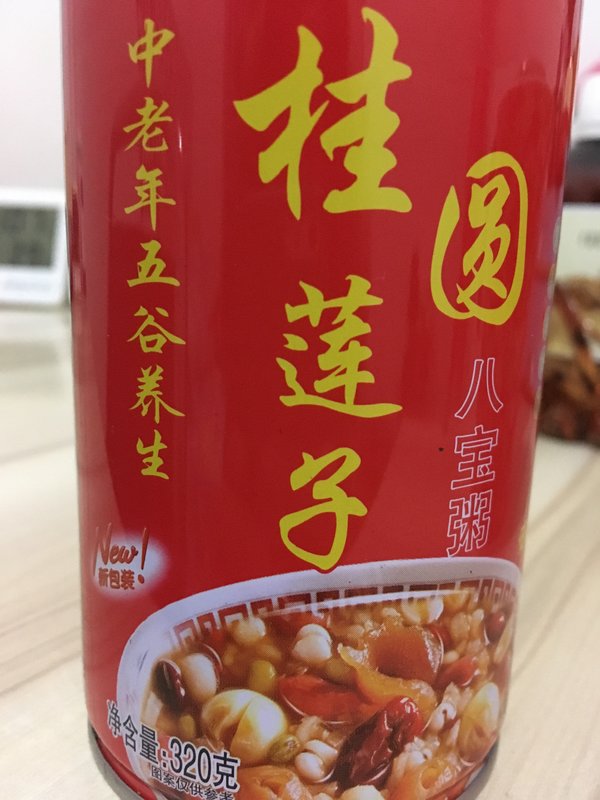 中老年五谷养生
桂圆
莲子
八宝粥
New!
新包装
净含量:320克
图案仅供参考